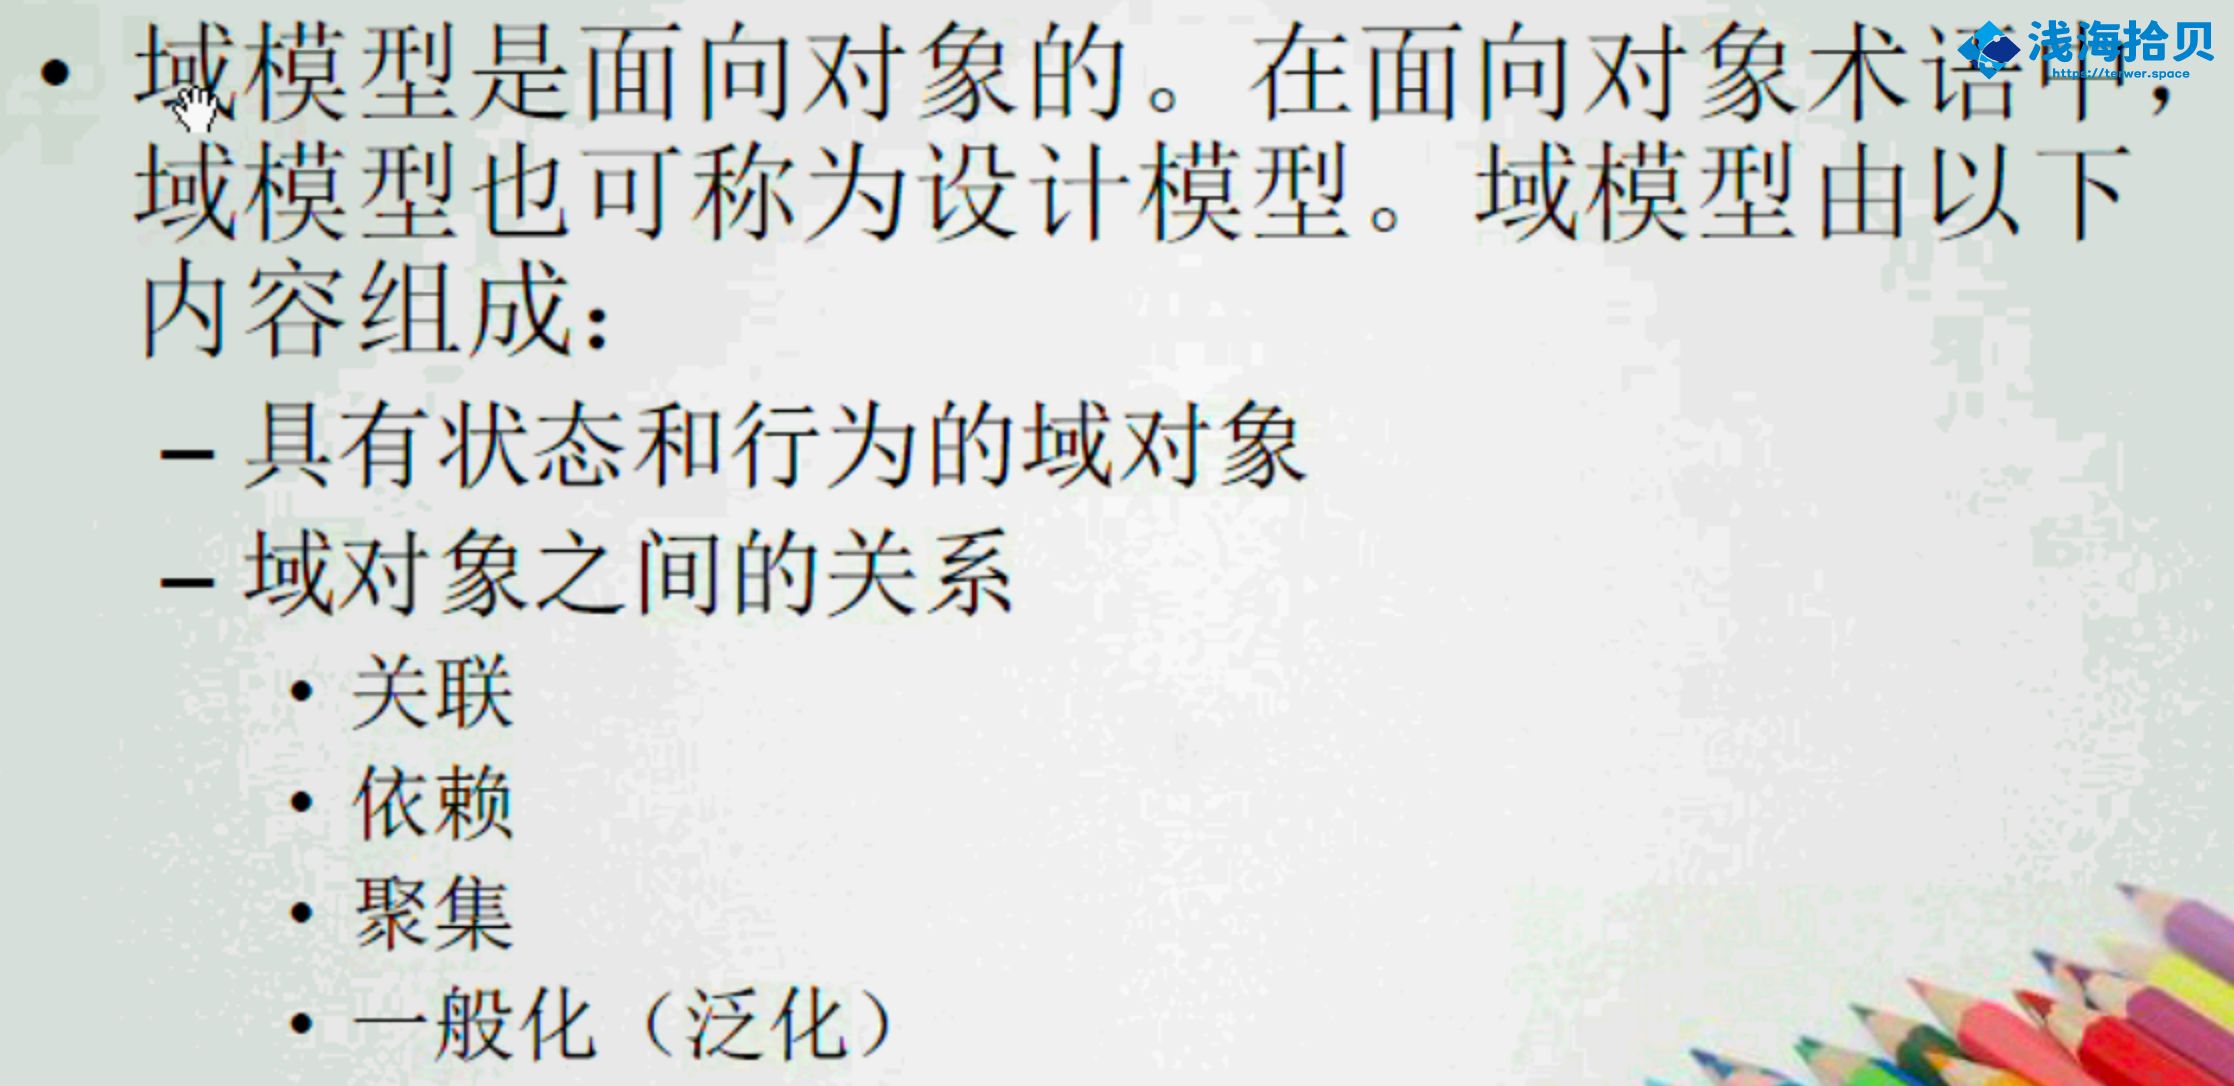 • 域模型是面向对象的。在面向对象术语中，
域模型也可称为设计模型。域模型由以下
内容组成：
– 具有状态和行为的域对象
– 域对象之间的关系
• 关联
• 依赖
• 聚集
• 一般化（泛化）
浅海拾贝
https://terwer.space